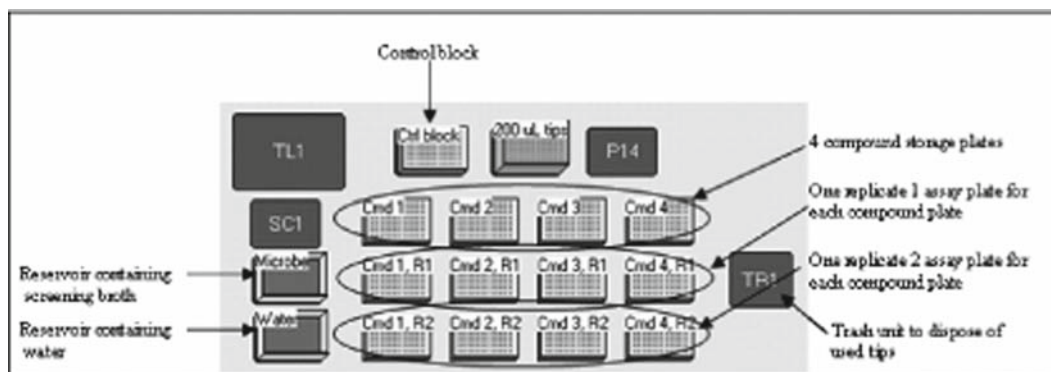 Control block
Ctrl block
200 uL tips
TL1
P14
4 compound storage plates
Cmd 1
Cmd 2
Cmd 3
Cmd 4
One replicate 1 assay plate for
each compound plate
SC1
Microbe
Cmd 1, R1
Cmd 2, R1
Cmd 3, R1
Cmd 4, R1
TR1
One replicate 2 assay plate for
each compound plate
Reservoir containing
screening broth
Water
Cmd 1, R2
Cmd 2, R2
Cmd 3, R2
Cmd 4, R2
Reservoir containing
water
Trash unit to dispose of
used tips